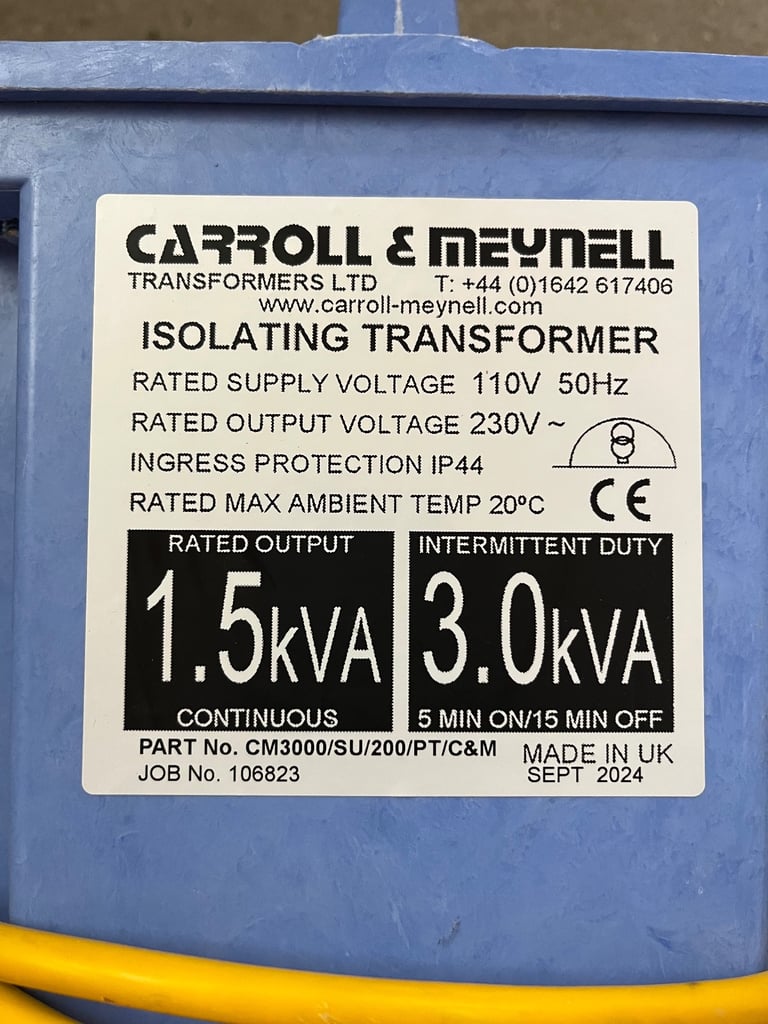 CARROLL & MEYNELL
TRANSFORMERS LTD T: +44 (0)1642 617406
www.carroll-meynell.com
ISOLATING TRANSFORMER
RATED SUPPLY VOLTAGE 110V 50Hz
RATED OUTPUT VOLTAGE 230V ~
INGRESS PROTECTION IP44
RATED MAX AMBIENT TEMP 20ºC CE
RATED OUTPUT
1.5kVA
CONTINUOUS
INTERMITTENT DUTY
3.0kVA
5 MIN ON/15 MIN OFF
PART No. CM3000/SU/200/PT/C&M MADE IN UK
JOB No. 106823 SEPT 2024